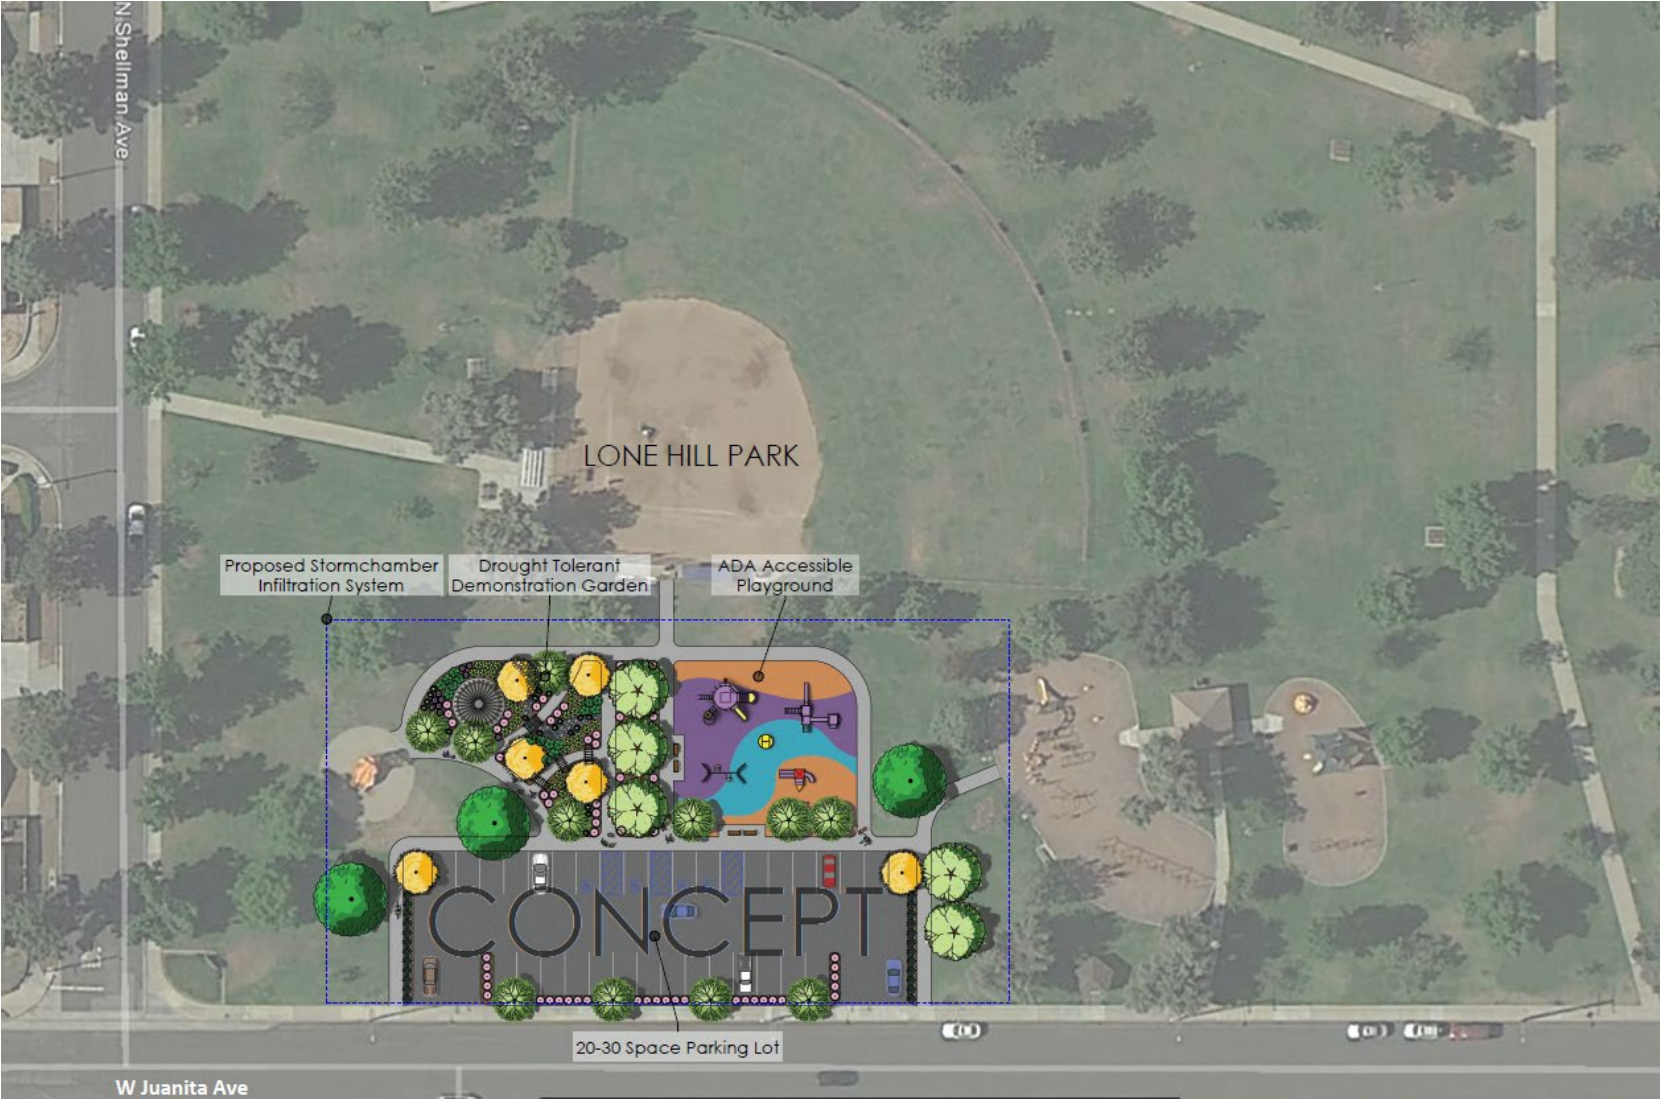 N Shellman Ave
LONE HILL PARK
Proposed Stormchamber
Infiltration System
Drought Tolerant
Demonstration Garden
ADA Accessible
Playground
CONCEPT
20-30 Space Parking Lot
W Juanita Ave